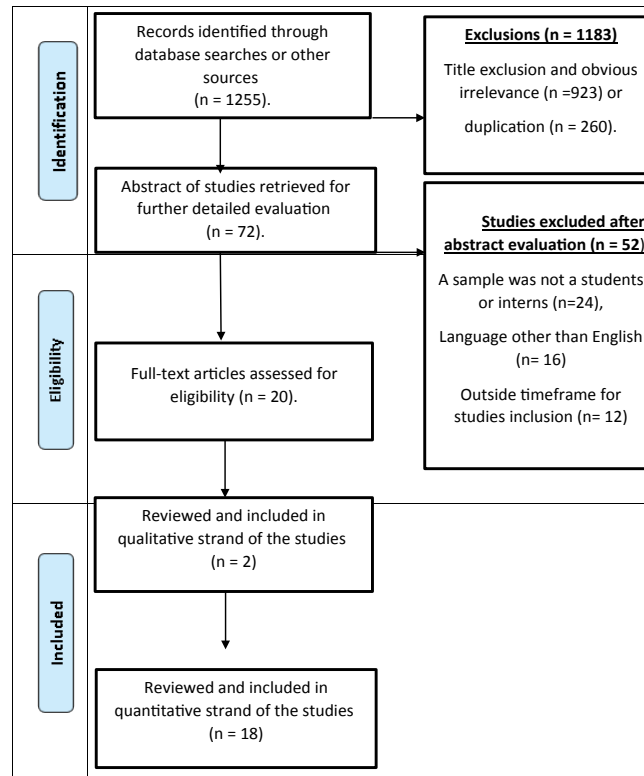 Identification
Records identified through
database searches or other
sources
(n = 1255).
Exclusions (n = 1183)
Title exclusion and obvious
irrelevance (n =923) or
duplication (n = 260).
Abstract of studies retrieved for
further detailed evaluation
(n = 72).
Studies excluded after
abstract evaluation (n = 52)
A sample was not a students
or interns (n=24),
Language other than English
(n= 16)
Outside timeframe for
studies inclusion (n= 12)
Eligibility
Full-text articles assessed for
eligibility (n = 20).
Included
Reviewed and included in
qualitative strand of the studies
(n = 2)
Reviewed and included in
quantitative strand of the studies
(n = 18)